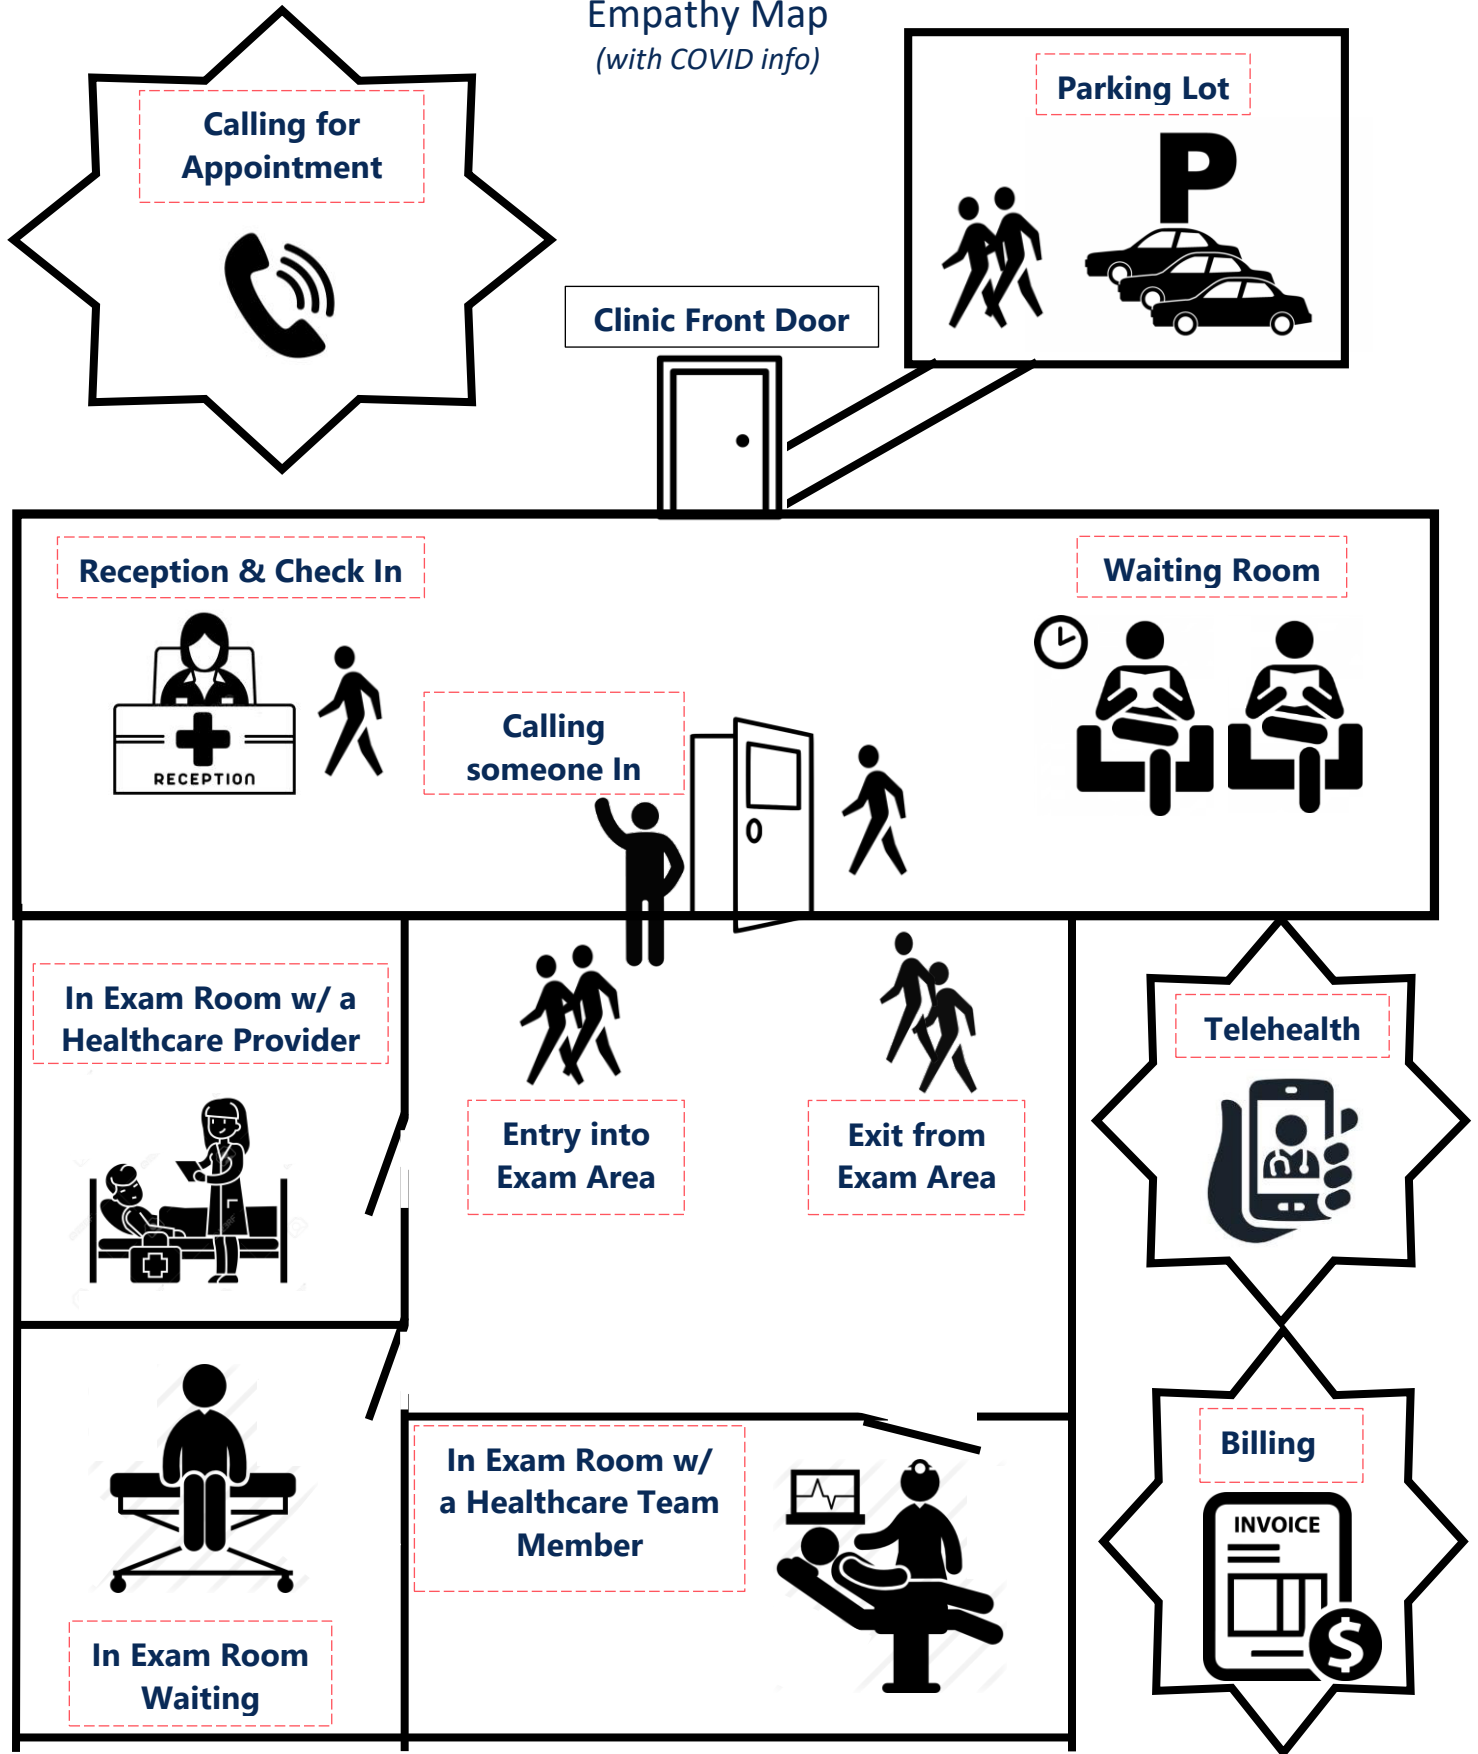 Empathy Map
(with COVID info)
Calling for
Appointment
Parking Lot
P
Clinic Front Door
Reception & Check In
RECEPTION
Waiting Room
Calling
someone In
In Exam Room w/ a
Healthcare Provider
Entry into
Exam Area
Exit from
Exam Area
Telehealth
In Exam Room w/
a Healthcare Team
Member
Billing
INVOICE
$
In Exam Room
Waiting